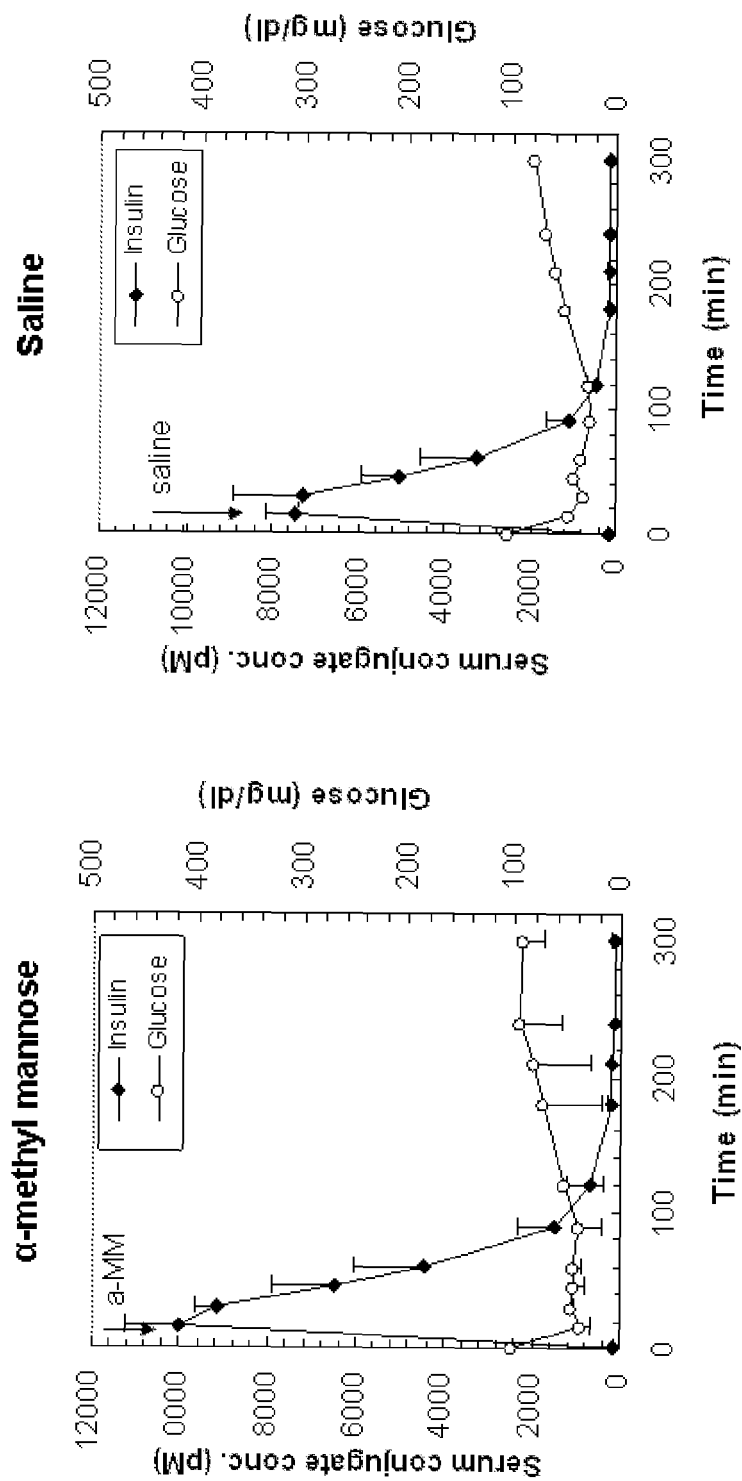 α-methyl mannose
a-MM
Insulin
Glucose
12000
10000
8000
6000
4000
2000
0
Serum conjugate conc. (pM)
500
400
300
200
100
0
Glucose (mg/dl)
0
100
200
300
Time (min)
Saline
saline
Insulin
Glucose
12000
10000
8000
6000
4000
2000
0
Serum conjugate conc. (pM)
500
400
300
200
100
0
Glucose (mg/dl)
0
100
200
300
Time (min)